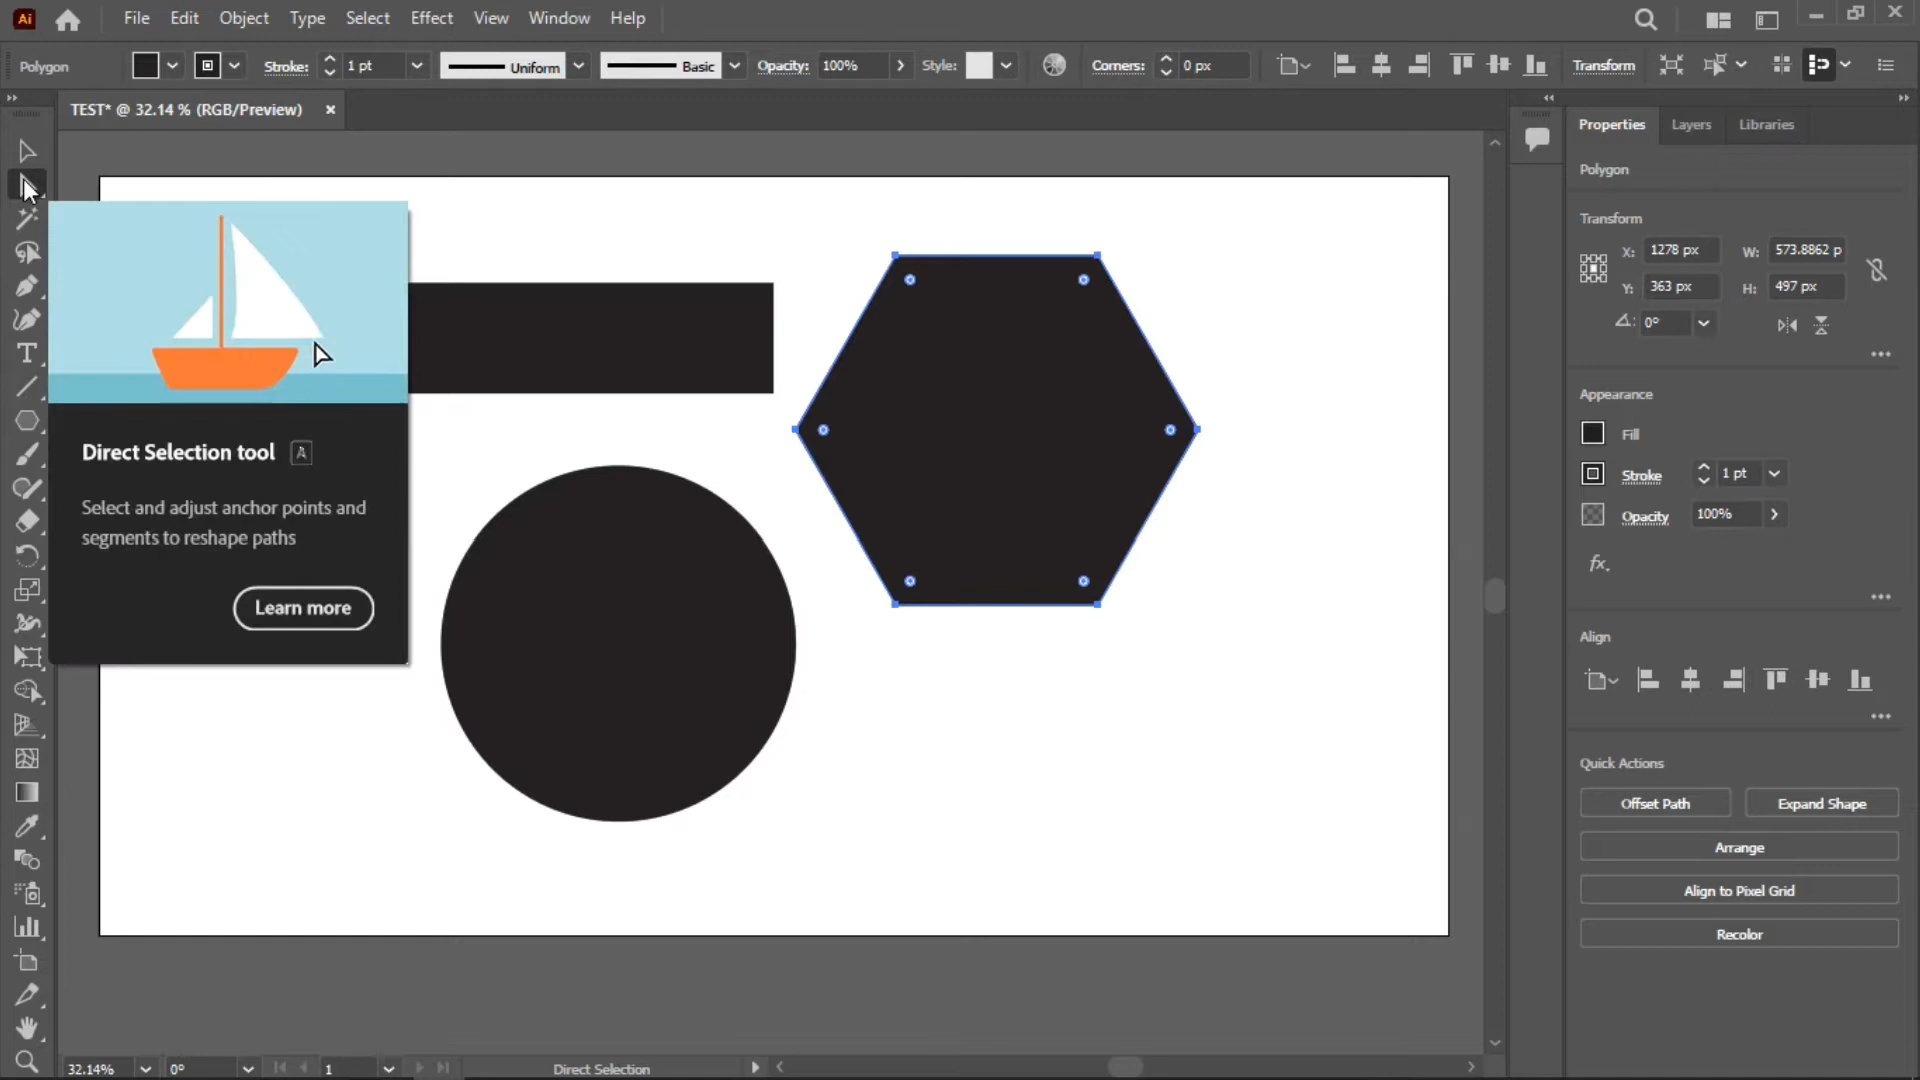 Ai File Edit Object Type Select Effect View Window Help
Polygon Stroke: 1 pt Uniform Basic Opacity: 100% Style: Corners: 0 px Transform
TEST* @ 32.14 % (RGB/Preview)
Properties Layers Libraries
Polygon
Transform
X: 1278 px W: 573.8862 p
Y: 363 px H: 497 px
0°
Appearance
Fill
Stroke 1 pt
Opacity 100%
fx.
Align
Quick Actions
Offset Path Expand Shape
Arrange
Align to Pixel Grid
Recolor
Direct Selection tool A
Select and adjust anchor points and
segments to reshape paths
Learn more
32.14% 0° 1 Direct Selection